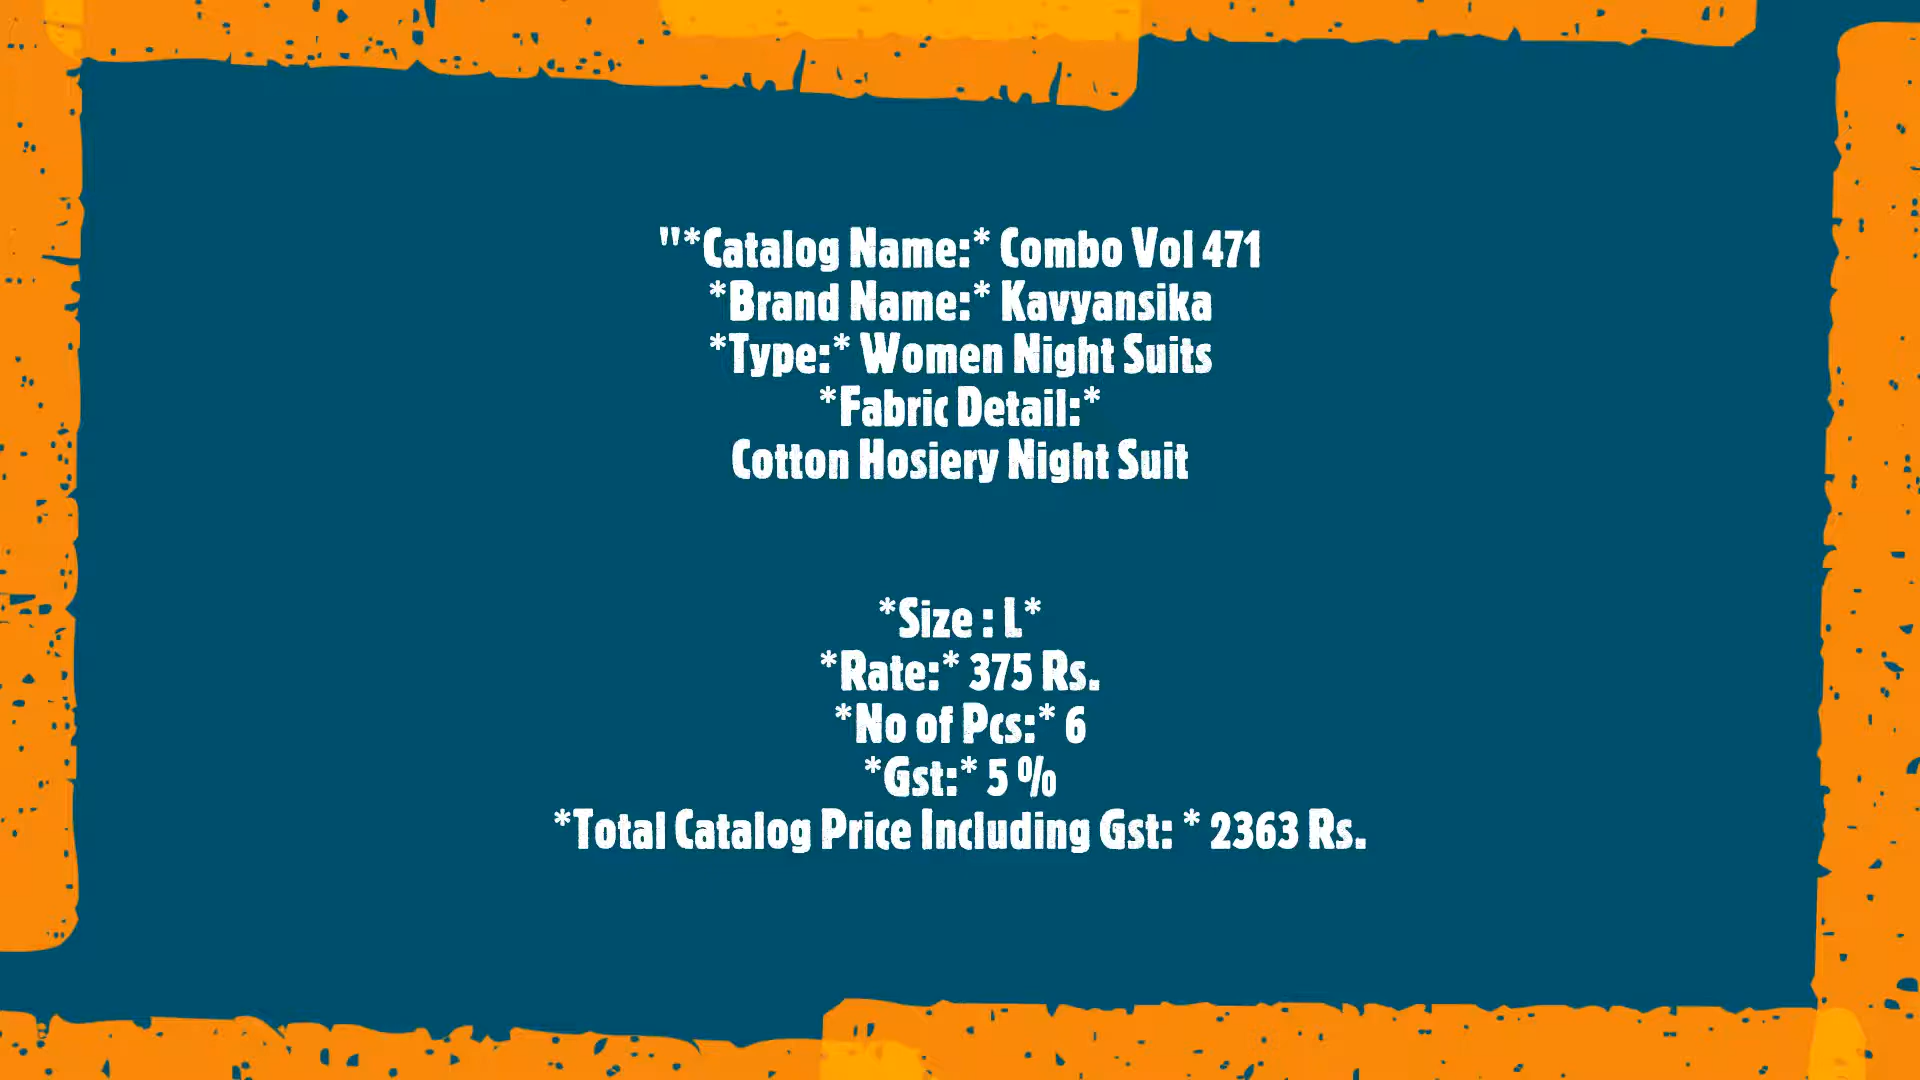 "*Catalog Name:* Combo Vol 471
*Brand Name:* Kavyansika
*Type:* Women Night Suits
*Fabric Detail:*
Cotton Hosiery Night Suit
*Size : L*
*Rate:* 375 Rs.
*No of Pcs:* 6
*Gst:* 5 %
*Total Catalog Price Including Gst: * 2363 Rs.